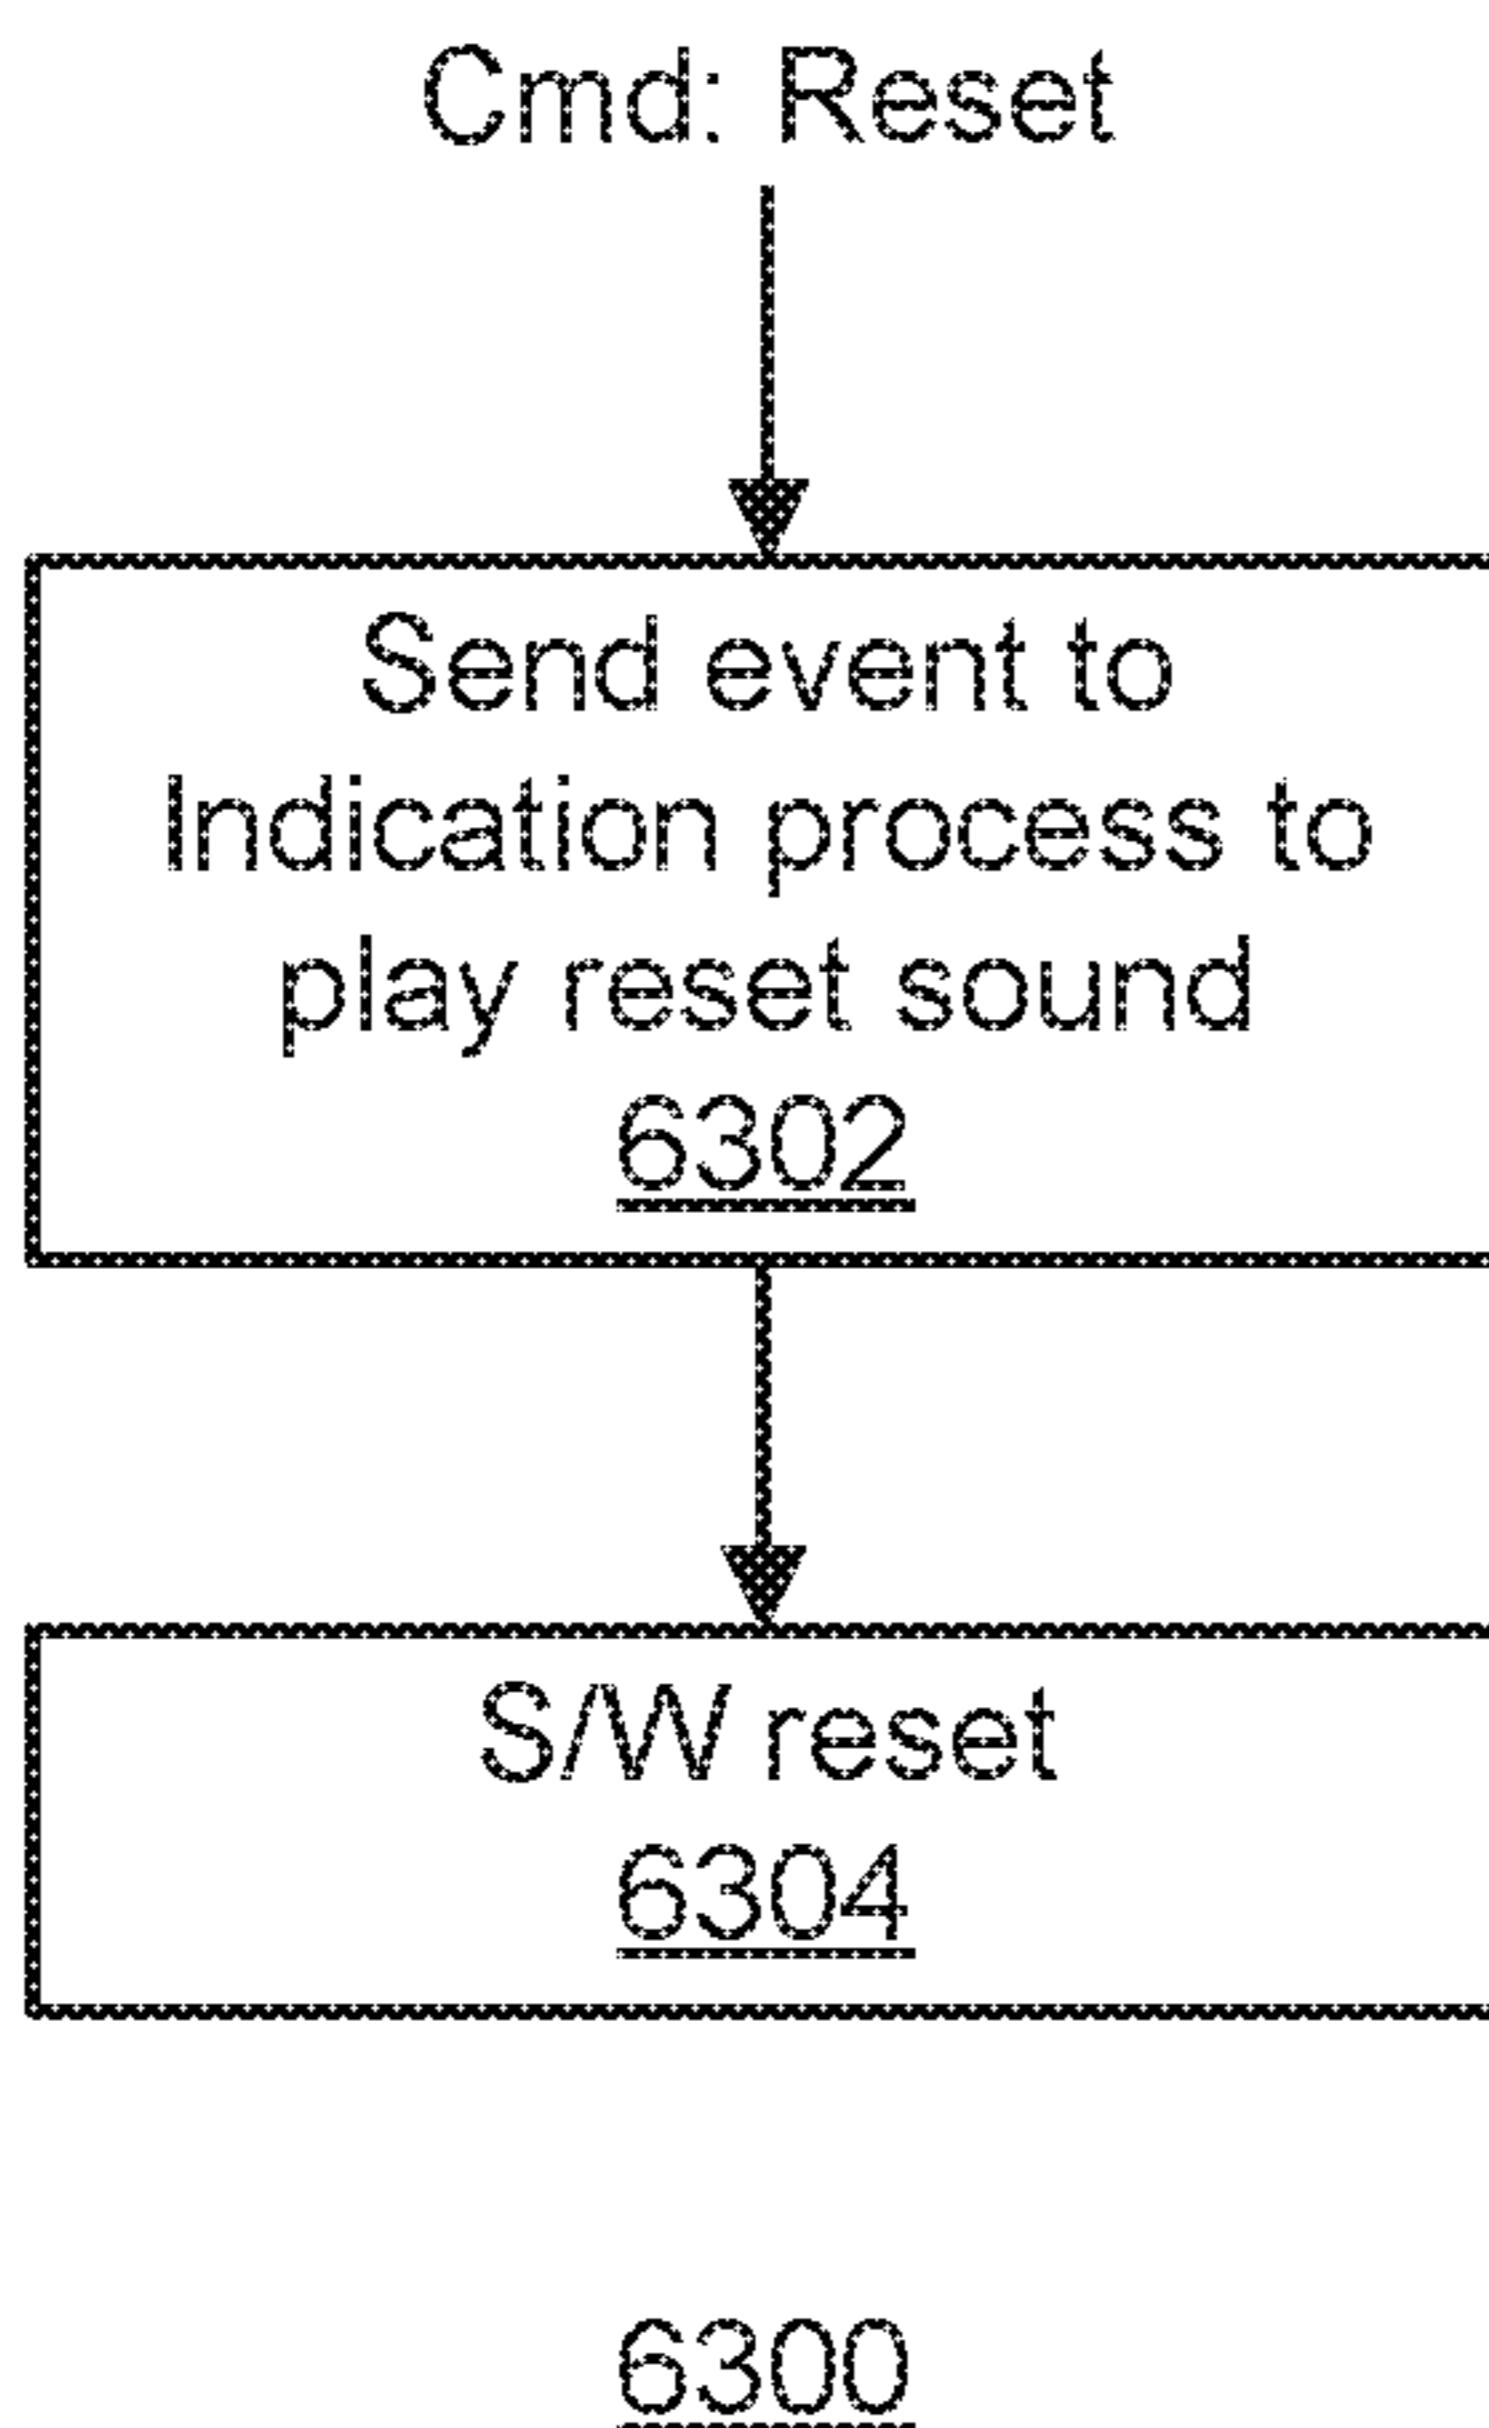 Cmd: Reset
Send event to
Indication process to
play reset sound
6302
S/W reset
6304
6300